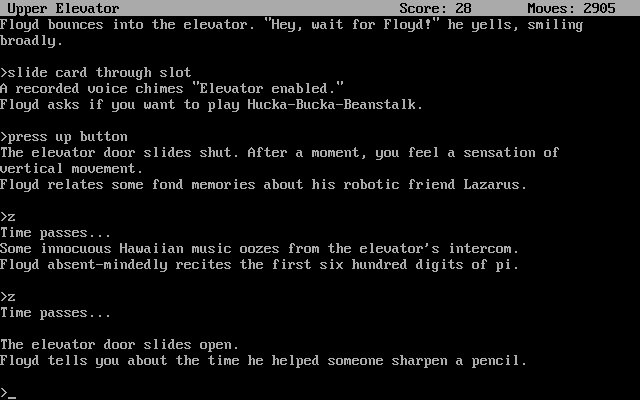 Upper Elevator Score: 28 Moves: 2905
Floyd bounces into the elevator. "Hey, wait for Floyd!" he yells, smiling
broadly.
>slide card through slot
A recorded voice chimes "Elevator enabled."
Floyd asks if you want to play Hucka-Bucka-Beanstalk.
>press up button
The elevator door slides shut. After a moment, you feel a sensation of
vertical movement.
Floyd relates some fond memories about his robotic friend Lazarus.
>z
Time passes...
Some innocuous Hawaiian music oozes from the elevator's intercom.
Floyd absent-mindedly recites the first six hundred digits of pi.
>z
Time passes...
The elevator door slides open.
Floyd tells you about the time he helped someone sharpen a pencil.
>_